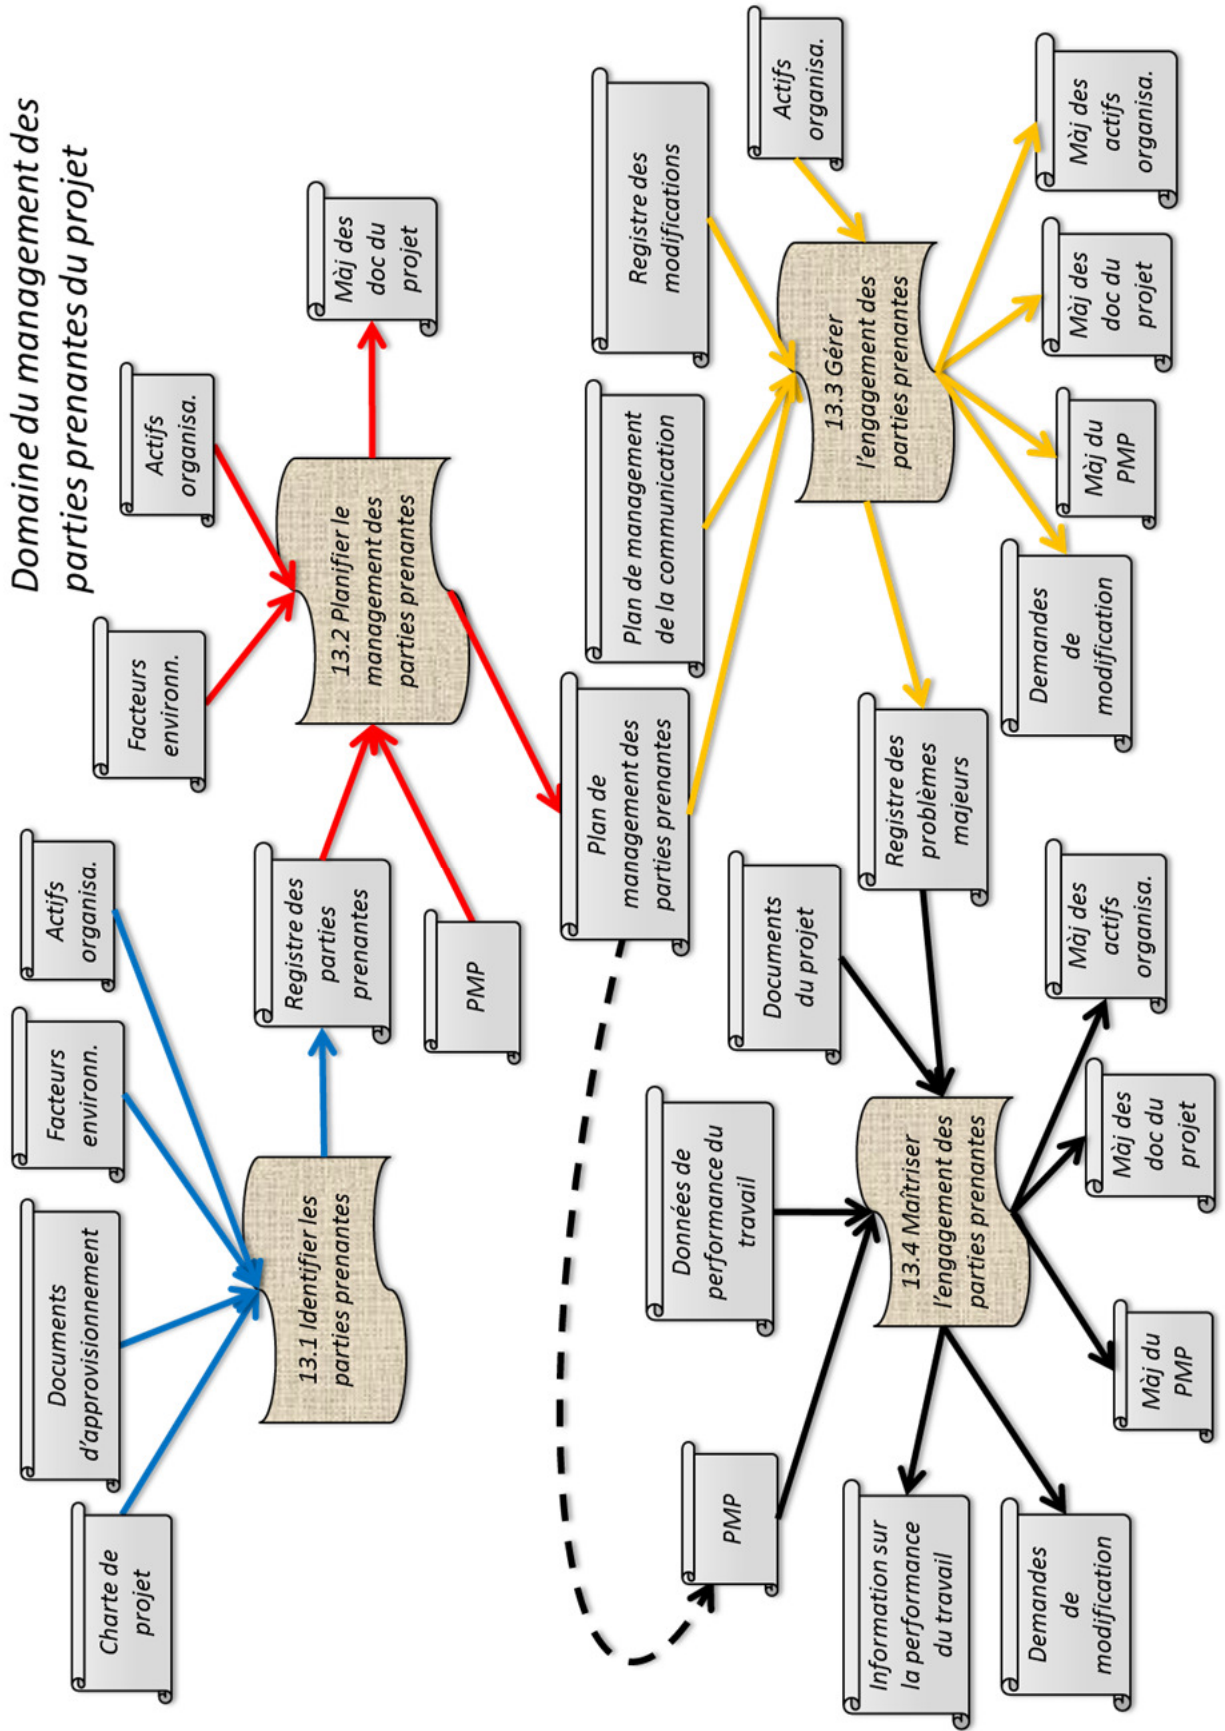 Domaine du management des
parties prenantes du projet
Charte de
projet
Documents
d'approvisionnement
Facteurs
environn.
Actifs
organisa.
Facteurs
environn.
Actifs
organisa.
13.1 Identifier les
parties prenantes
Registre des
parties
prenantes
PMP
13.2 Planifier le
management des
parties prenantes
Màj des
doc du
projet
Plan de
management des
parties prenantes
Plan de management
de la communication
Registre des
modifications
Actifs
organisa.
PMP
Données de
performance du
travail
Documents
du projet
Registre des
problèmes
majeurs
13.3 Gérer
l'engagement des
parties prenantes
13.4 Maîtriser
l'engagement des
parties prenantes
Information sur
la performance
du travail
Demandes
de
modification
Màj du
PMP
Màj des
doc du
projet
Màj des
actifs
organisa.
Demandes
de
modification
Màj du
PMP
Màj des
doc du
projet
Màj des
actifs
organisa.